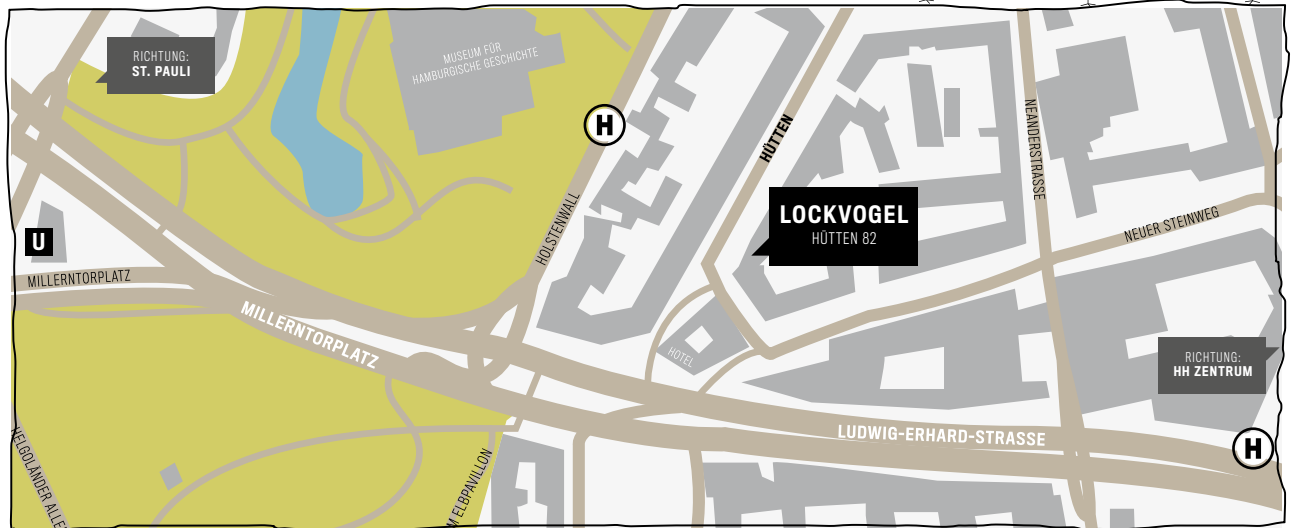 RICHTUNG:
ST. PAULI
MUSEUM FÜR
HAMBURGISCHE GESCHICHTE
H
HÜTTEN
NEANDERSTRASSE
LOCKVOGEL
HÜTTEN 82
HOLSTENWALL
NEUER STEINWEG
U
MILLERNTORPLATZ
MILLERNTORPLATZ
HOTEL
RICHTUNG:
HH ZENTRUM
LUDWIG-ERHARD-STRASSE
H
HELGOLÄNDER ALLE
M ELBPAVILLON